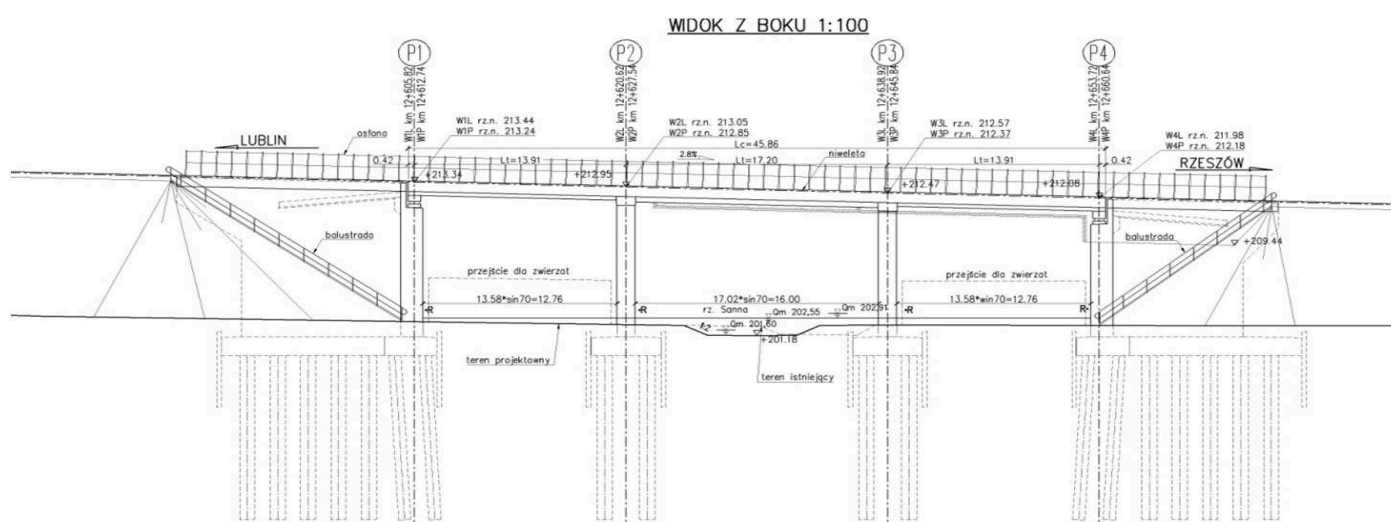 WIDOK Z BOKU 1:100
P1
P2
P3
P4
W1L km 12+605.82
W1P km 12+612.74
W2L km 12+620.62
W2P km 12+627.54
W3L km 12+638.92
W3P km 12+645.84
W4L km 12+653.72
W4P km 12+660.64
LUBLIN
osłona
W1L rz.n. 213.44
W1P rz.n. 213.24
W2L rz.n. 213.05
W2P rz.n. 212.85
W3L rz.n. 212.57
W3P rz.n. 212.37
W4L rz.n. 211.98
W4P rz.n. 212.18
RZESZÓW
Lc=45.86
0.42
Lt=13.91
2.8%
Lt=17.20
niweleta
Lt=13.91
0.42
+213.34
+212.95
+212.47
+212.08
balustrada
balustrada
+209.44
przejście dla zwierzat
przejście dla zwierzat
13.58*sin70=12.76
17.02*sin70=16.00
13.58*win70=12.76
R
R
R
R
rz. Sanna
Qm 202,55
Qm 202,91
Qm 201,60
+201.18
teren projektowny
teren istniejący